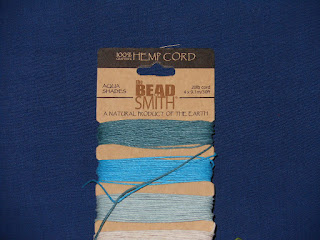 100% HEMP CORD
AQUA
SHADES
the
BEAD
SMITH
A NATURAL PRODUCT OF THE EARTH